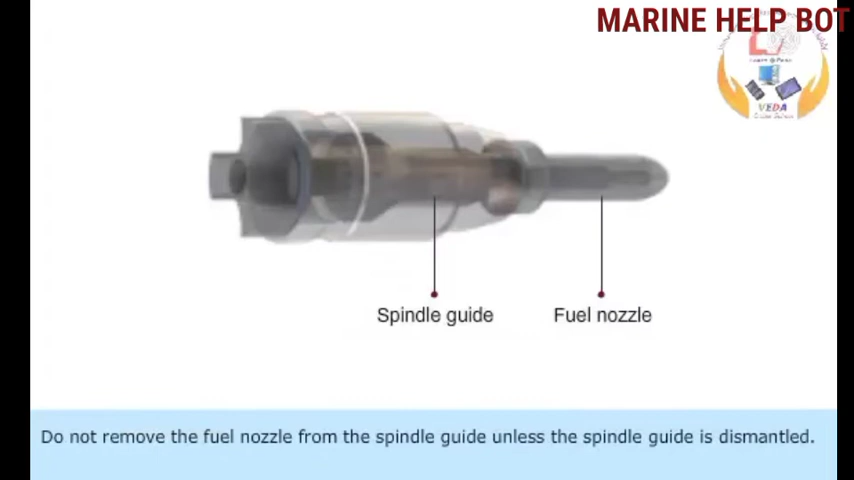 MARINE HELP BOT
VEDA
Spindle guide
Fuel nozzle
Do not remove the fuel nozzle from the spindle guide unless the spindle guide is dismantled.